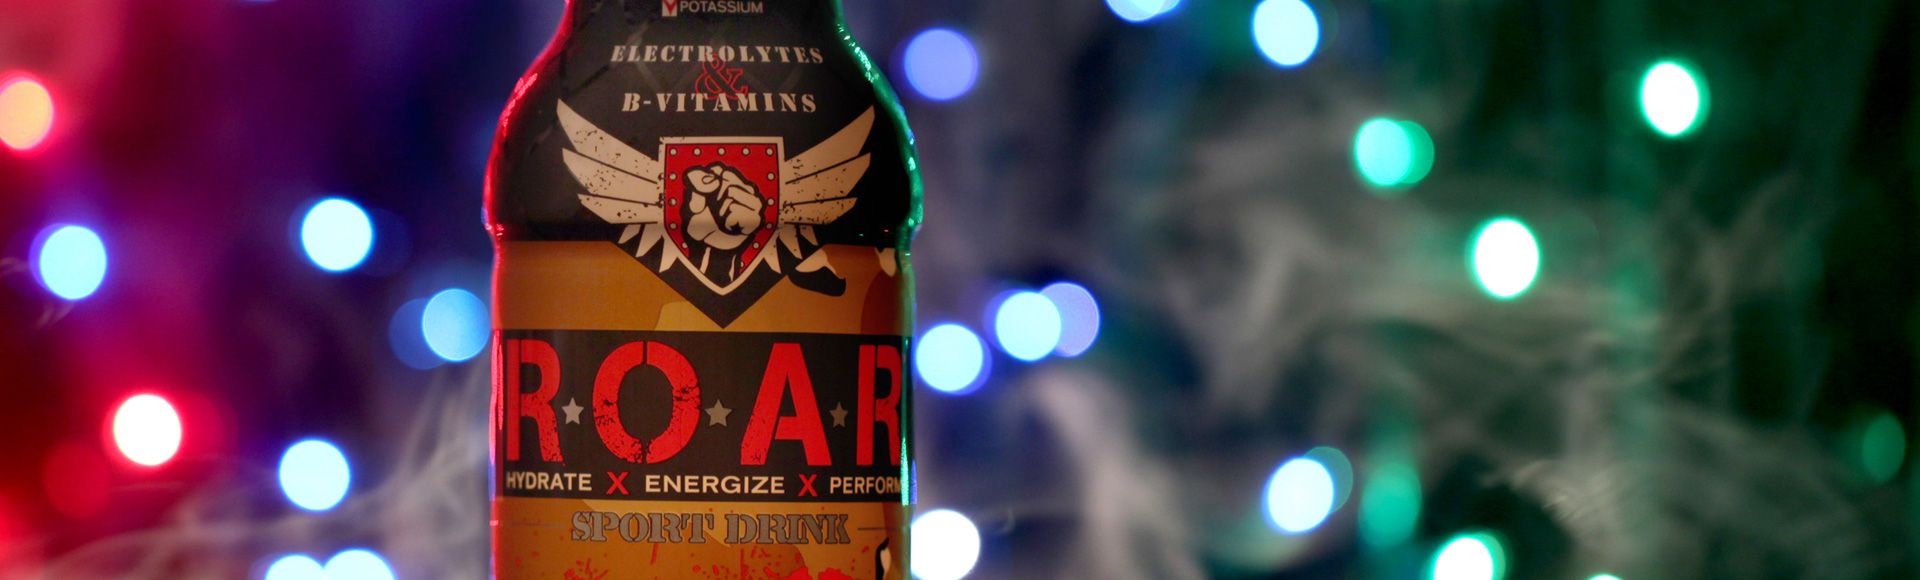 POTASSIUM
ELECTROLYTES
&
B-VITAMINS
R★O★A★R
HYDRATE X ENERGIZE X PERFORM
SPORT DRINK